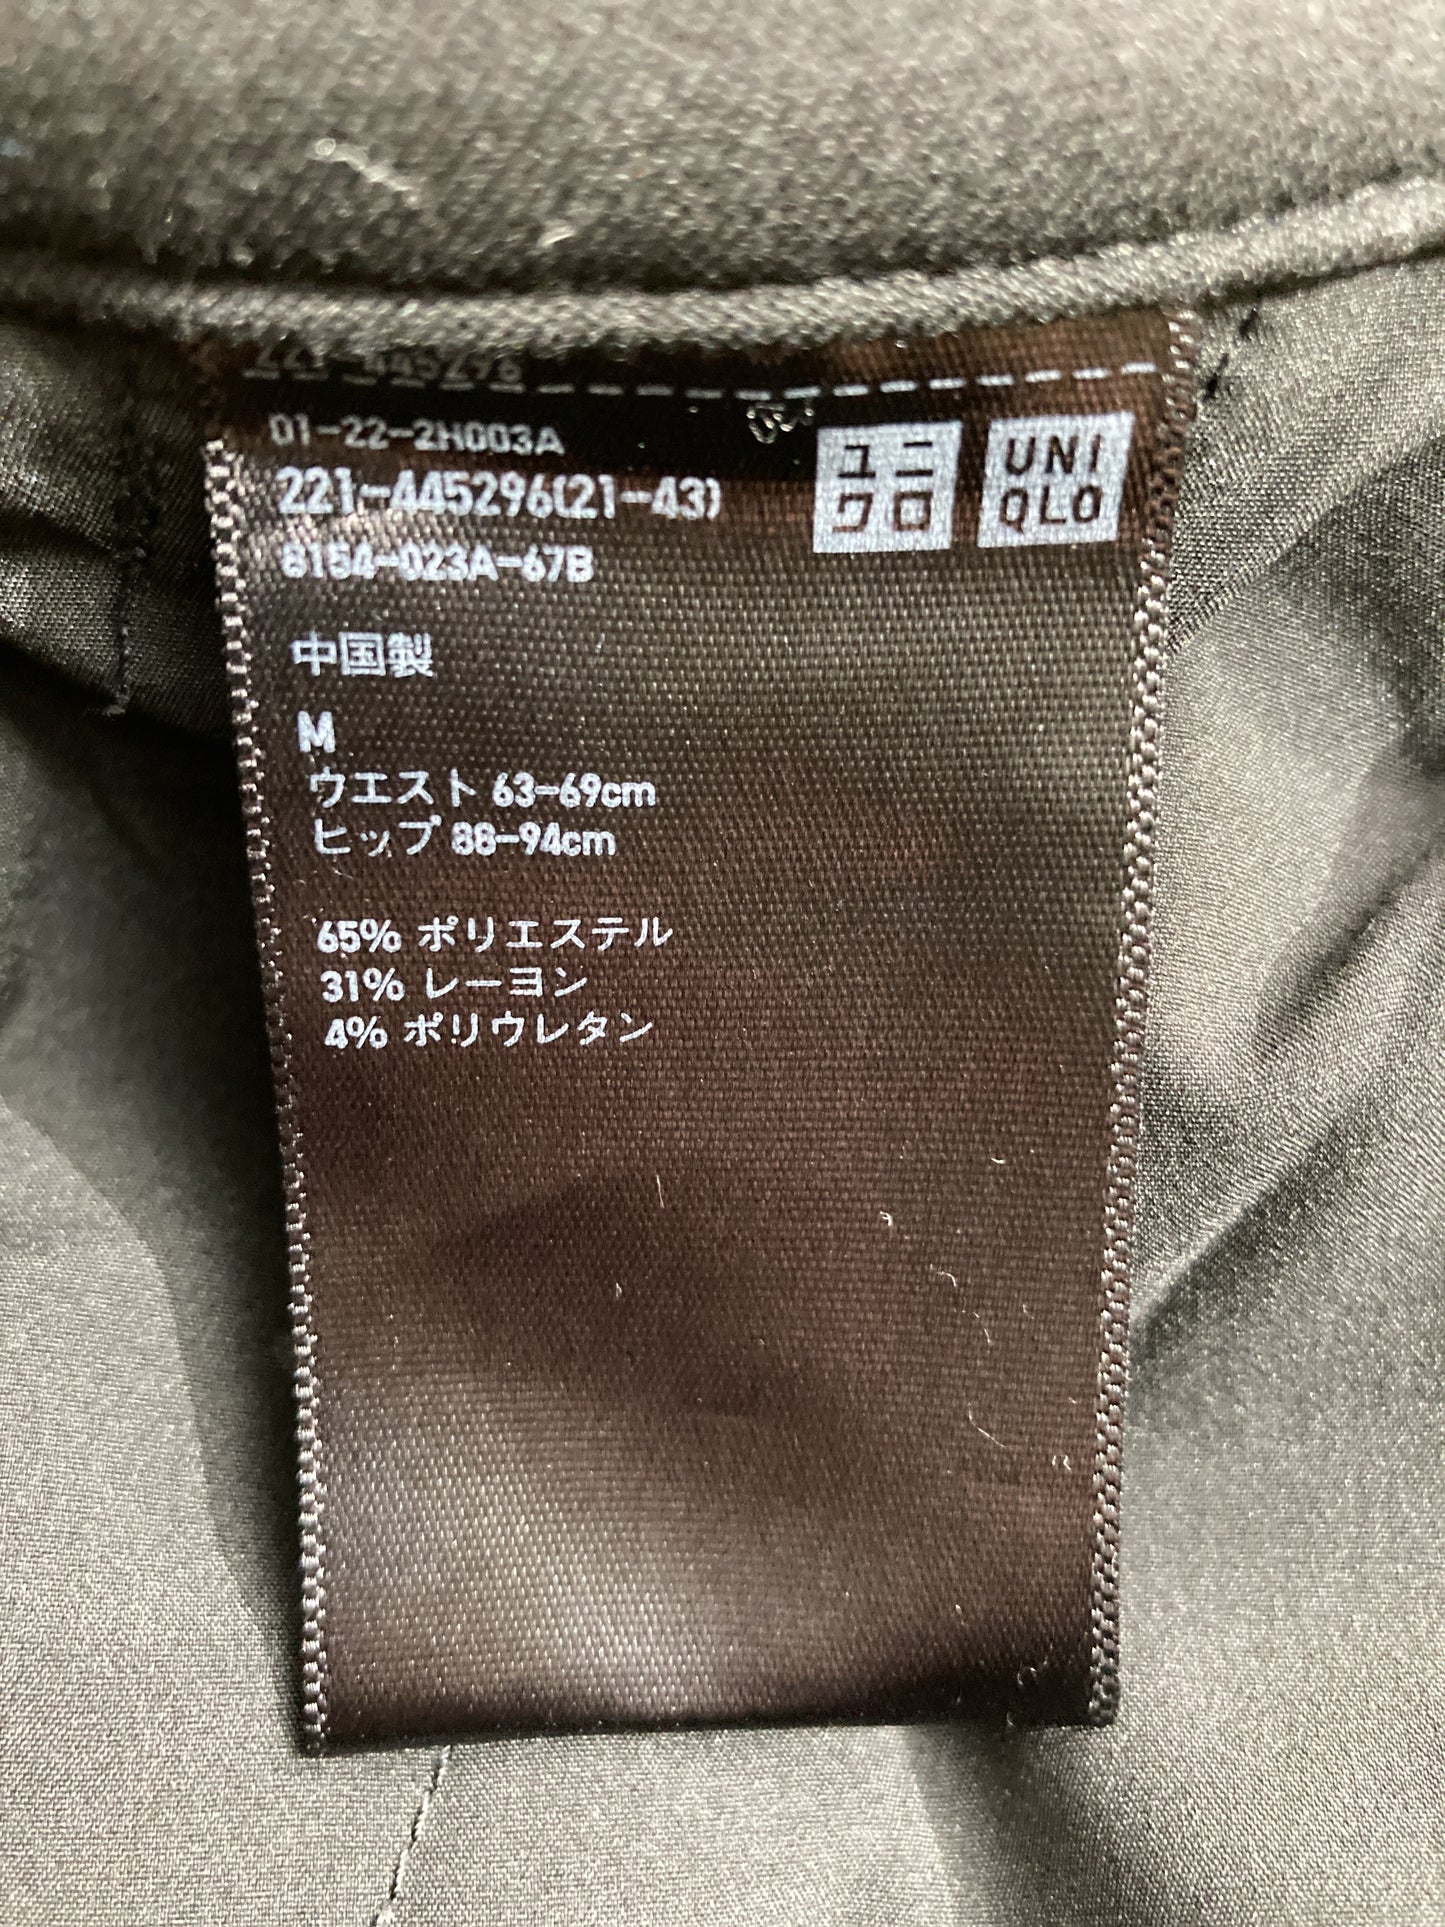 221-445296
01-22-2H003A
221-445296(21-43)
8154-023A-67B
ユニ
クロ
UNI
QLO
中国製
M
ウエスト 63-69cm
ヒップ 88-94cm
65% ポリエステル
31% レーヨン
4% ポリウレタン